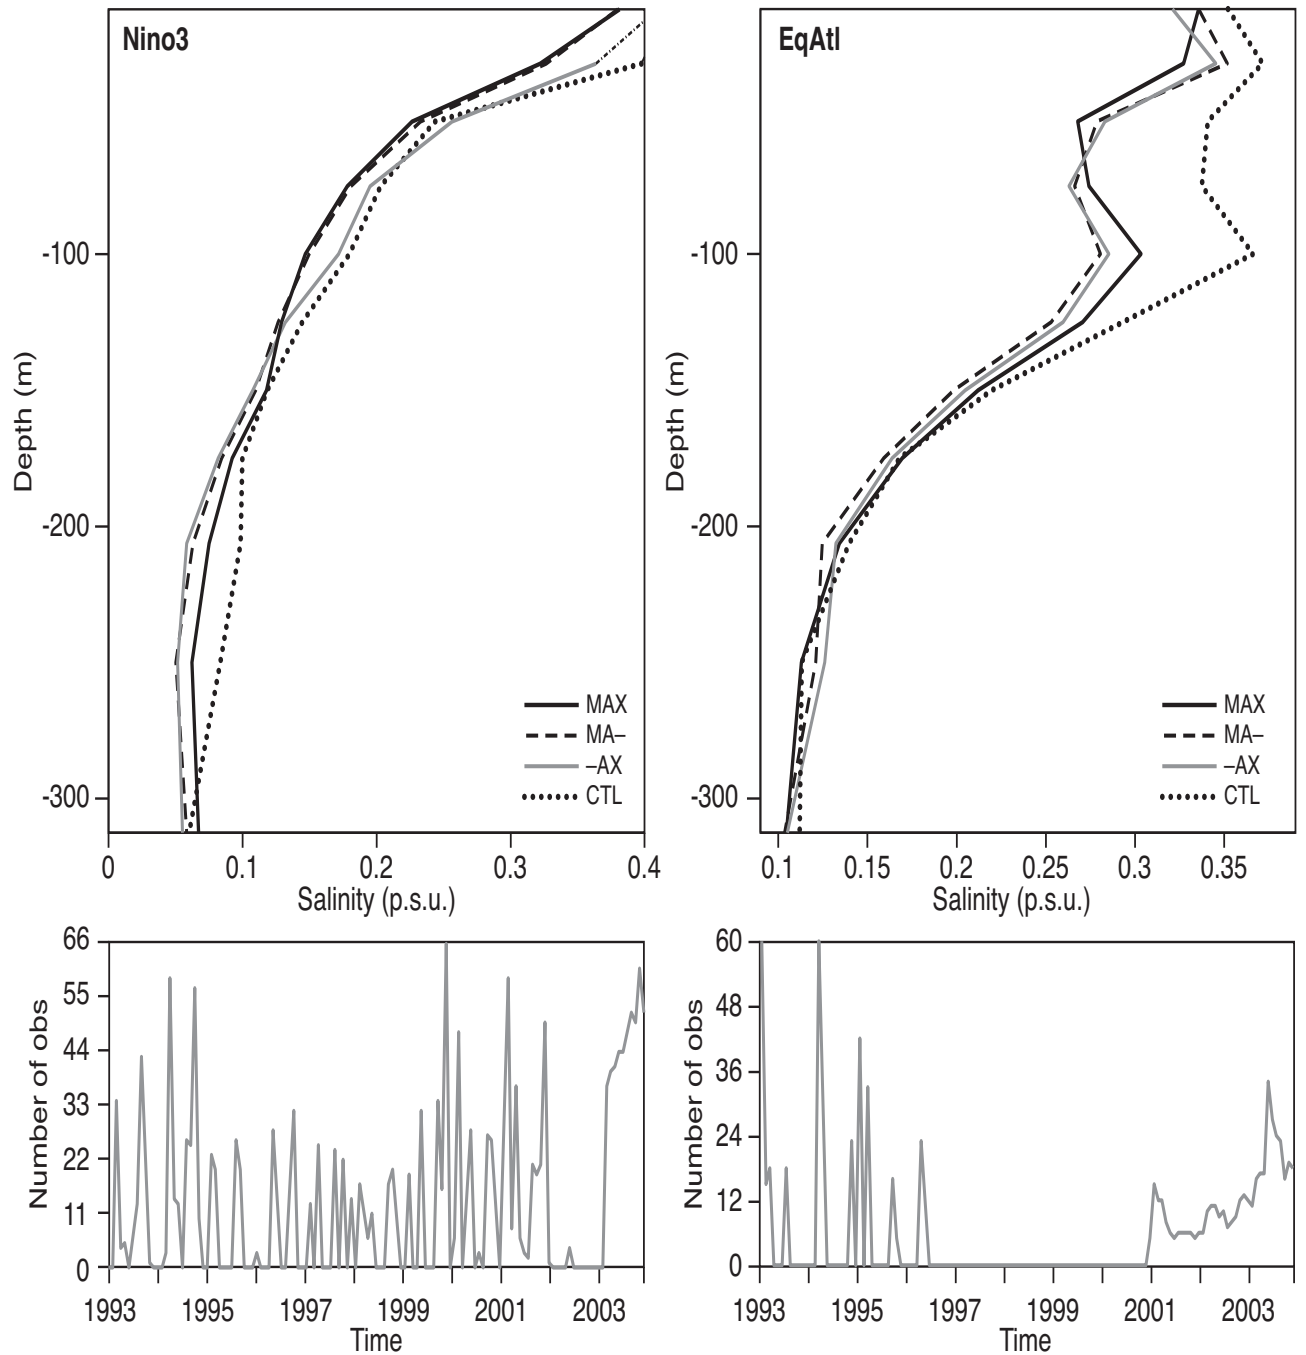 Nino3
-100
-200
-300
Depth (m)
MAX
MA–
–AX
CTL
0 0.1 0.2 0.3 0.4
Salinity (p.s.u.)
EqAtl
-100
-200
-300
Depth (m)
MAX
MA–
–AX
CTL
0.1 0.15 0.2 0.25 0.3 0.35
Salinity (p.s.u.)
66
55
44
33
22
11
0
Number of obs
1993 1995 1997 1999 2001 2003
Time
60
48
36
24
12
0
Number of obs
1993 1995 1997 1999 2001 2003
Time